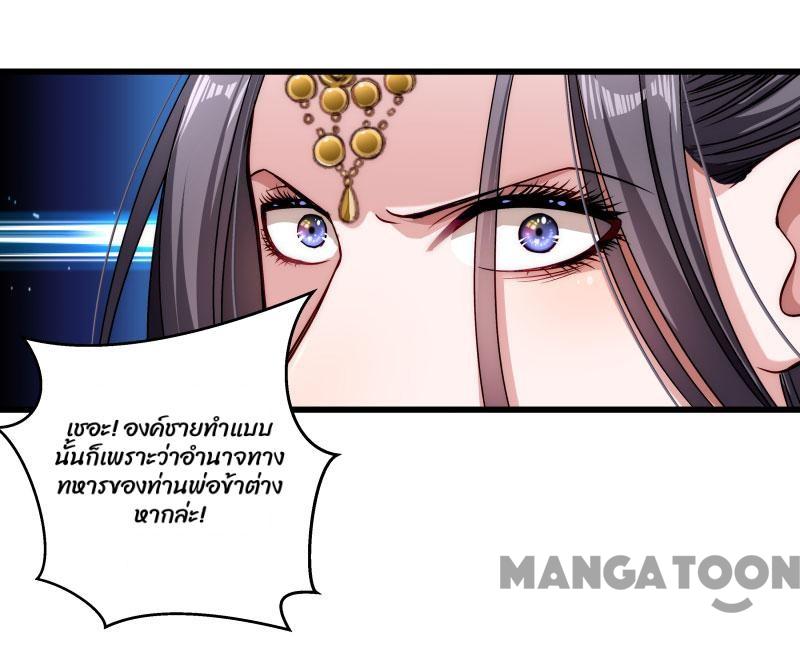 เชอะ! องค์ชายทำแบบ
นั้นก็เพราะว่าอำนาจทาง
ทหารของท่านพ่อข้าต่าง
หากล่ะ!
MANGATOON